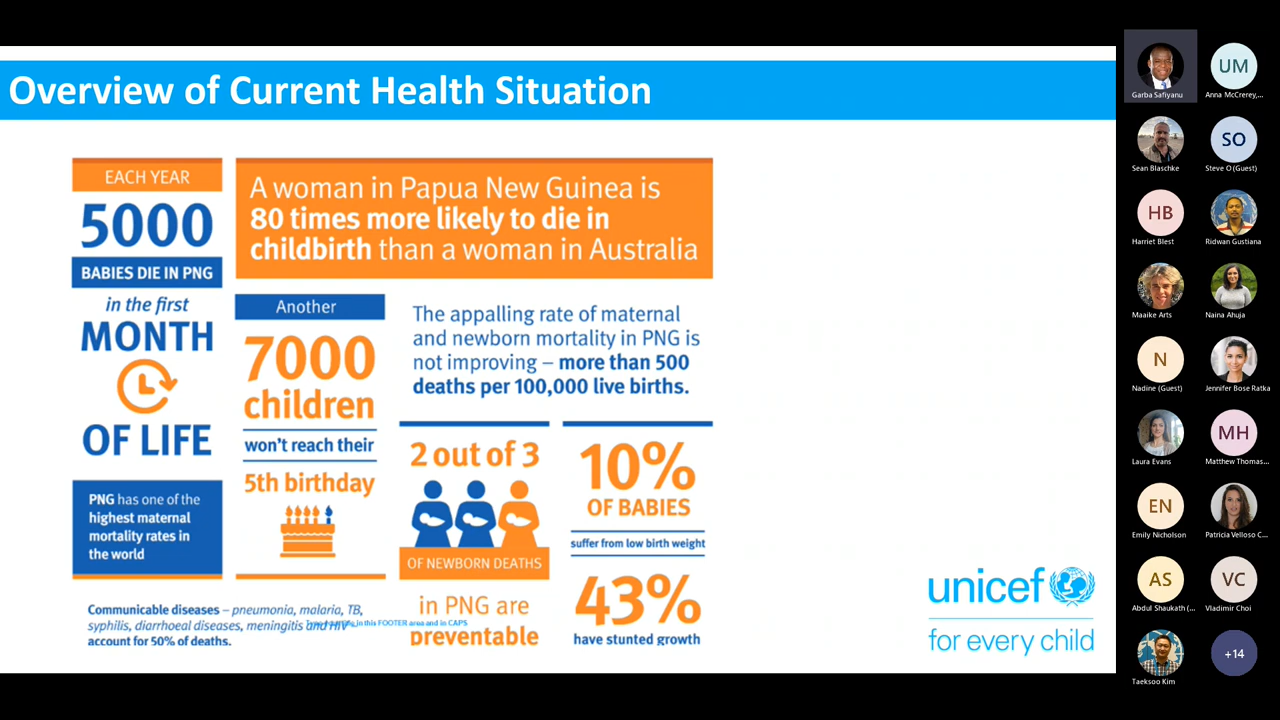 Overview of Current Health Situation
EACH YEAR
5000
BABIES DIE IN PNG
in the first
MONTH
OF LIFE
PNG has one of the
highest maternal
mortality rates in
the world
A woman in Papua New Guinea is
80 times more likely to die in
childbirth than a woman in Australia
Another
7000
children
won't reach their
5th birthday
The appalling rate of maternal
and newborn mortality in PNG is
not improving – more than 500
deaths per 100,000 live births.
2 out of 3
OF NEWBORN DEATHS
in PNG are
preventable
10%
OF BABIES
suffer from low birth weight
43%
have stunted growth
Communicable diseases – pneumonia, malaria, TB,
syphilis, diarrhoeal diseases, meningitis and HIV –
account for 50% of deaths.
in this FOOTER area and in CAPS
unicef
for every child
Garba Safiyanu
UM
Anna McCrerey,...
Sean Blaschke
SO
Steve O (Guest)
HB
Harriet Blest
Ridwan Gustiana
Maaike Arts
Naina Ahuja
N
Nadine (Guest)
Jennifer Bose Ratka
Laura Evans
MH
Matthew Thomas...
EN
Emily Nicholson
Patricia Velloso C...
AS
Abdul Shaukath (...
VC
Vladimir Choi
Taeksoo Kim
+14